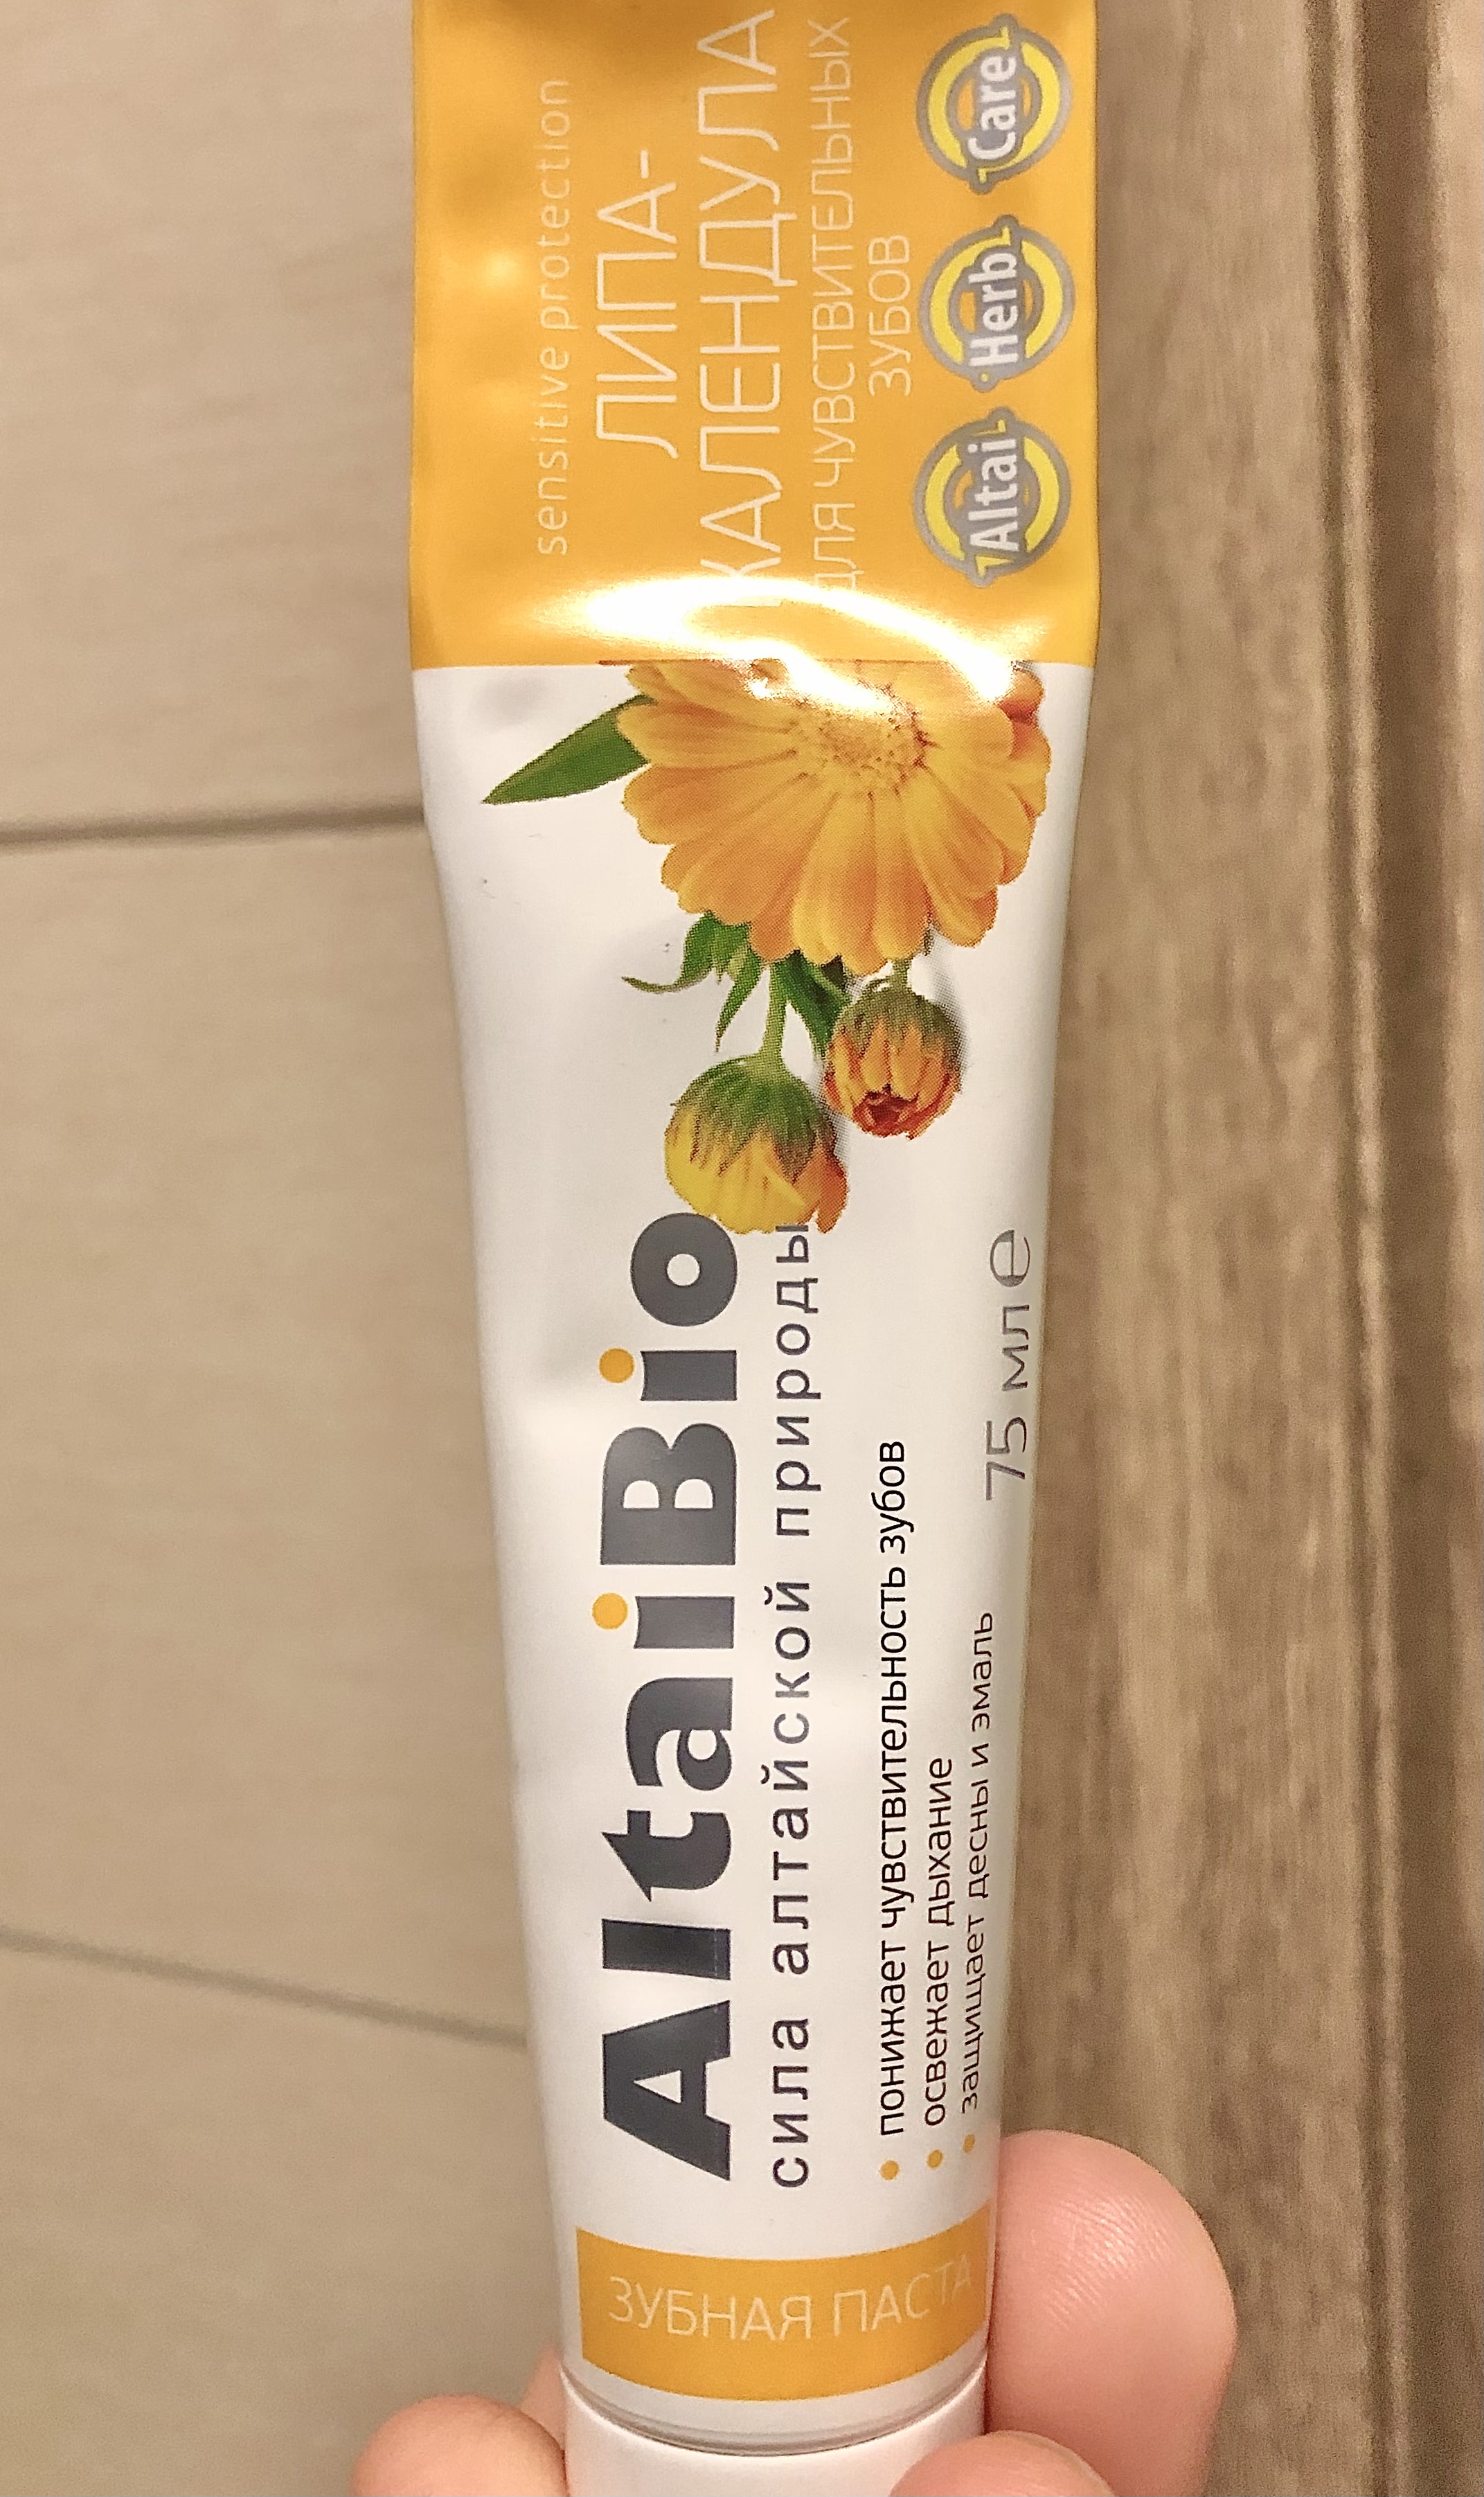 ЗУБНАЯ ПАСТА
AltaiBio
сила алтайской природы
понижает чувствительность зубов
освежает дыхание
защищает десны и эмаль
75 мл е
sensitive protection
ЛИПА-
КАЛЕНДУЛА
ДЛЯ ЧУВСТВИТЕЛЬНЫХ
ЗУБОВ
Altai Herb Care